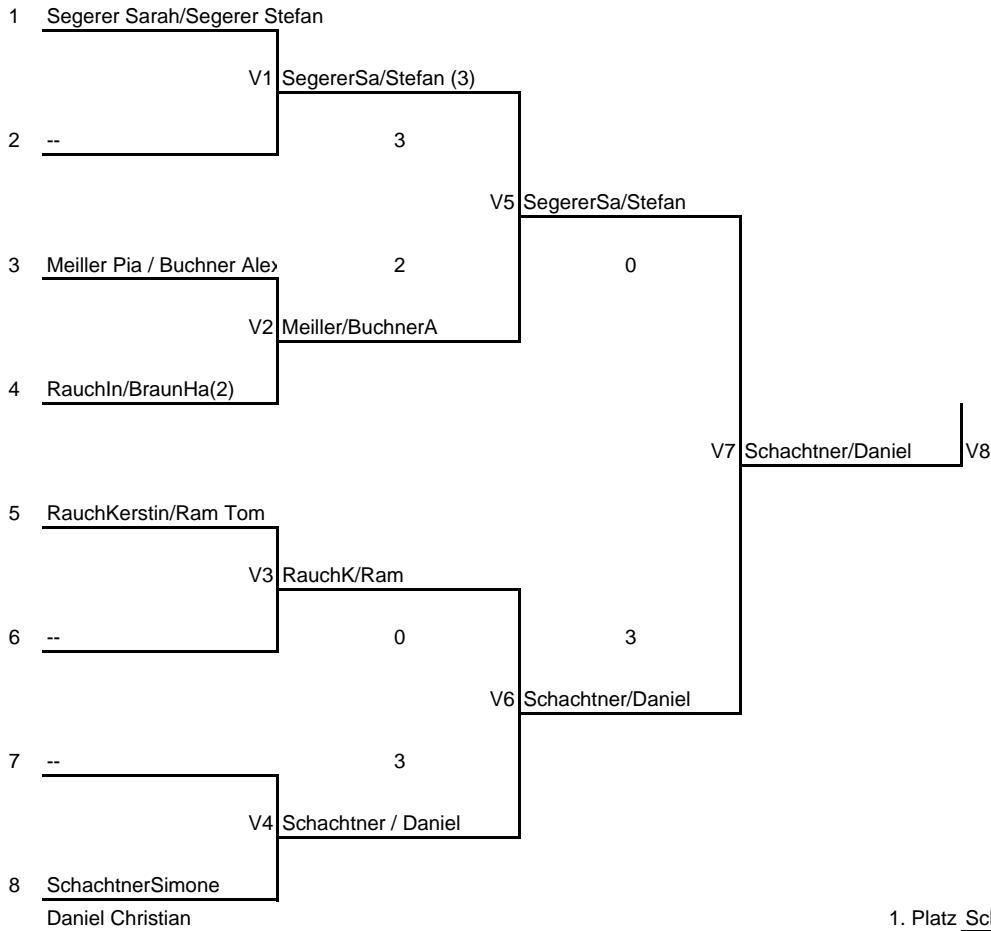 1 Segerer Sarah/Segerer Stefan
V1 SegererSa/Stefan (3)
2 -- 3
V5 SegererSa/Stefan
3 Meiller Pia / Buchner Alex 2 0
V2 Meiller/BuchnerA
4 RauchIn/BraunHa(2)
V7 Schachtner/Daniel V8
5 RauchKerstin/Ram Tom
V3 RauchK/Ram
6 -- 0 3
V6 Schachtner/Daniel
7 -- 3
V4 Schachtner / Daniel
8 SchachtnerSimone
Daniel Christian 1. Platz